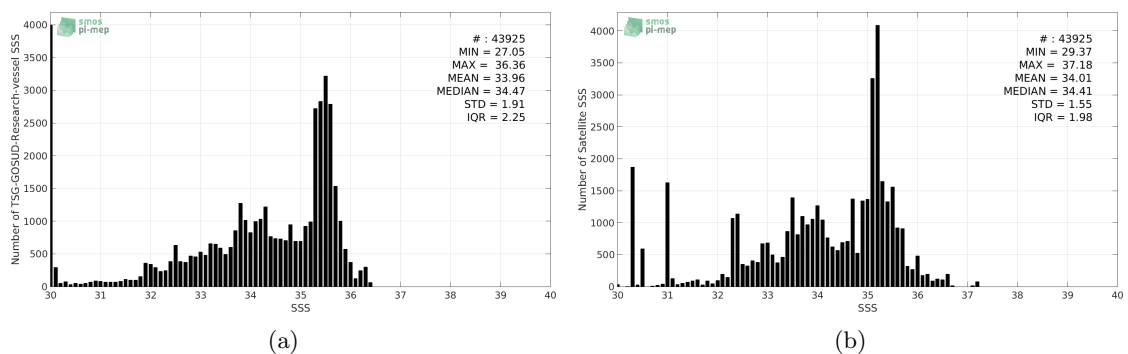 smos
pi-mep
4000
3500
3000
2500
2000
1500
1000
500
0
Number of TSG-GOSUD-Research-vessel SSS
# : 43925
MIN = 27.05
MAX = 36.36
MEAN = 33.96
MEDIAN = 34.47
STD = 1.91
IQR = 2.25
30 31 32 33 34 35 36 37 38 39 40
SSS
(a)
smos
pi-mep
4000
3500
3000
2500
2000
1500
1000
500
0
Number of Satellite SSS
# : 43925
MIN = 29.37
MAX = 37.18
MEAN = 34.01
MEDIAN = 34.41
STD = 1.55
IQR = 1.98
30 31 32 33 34 35 36 37 38 39 40
SSS
(b)